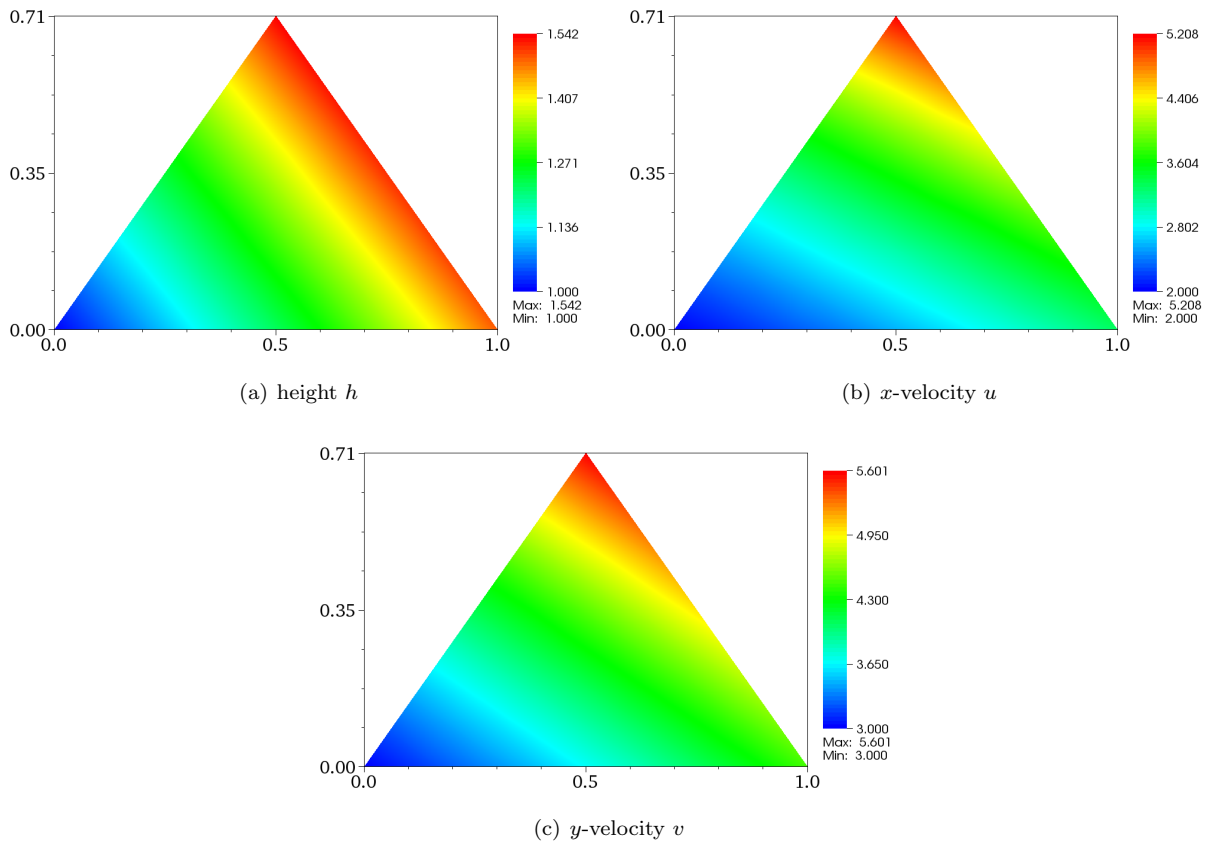 0.71
0.35
0.00
0.0 0.5 1.0
1.542
1.407
1.271
1.136
1.000
Max: 1.542
Min: 1.000
(a) height h
0.71
0.35
0.00
0.0 0.5 1.0
5.208
4.406
3.604
2.802
2.000
Max: 5.208
Min: 2.000
(b) x-velocity u
0.71
0.35
0.00
0.0 0.5 1.0
5.601
4.950
4.300
3.650
3.000
Max: 5.601
Min: 3.000
(c) y-velocity v